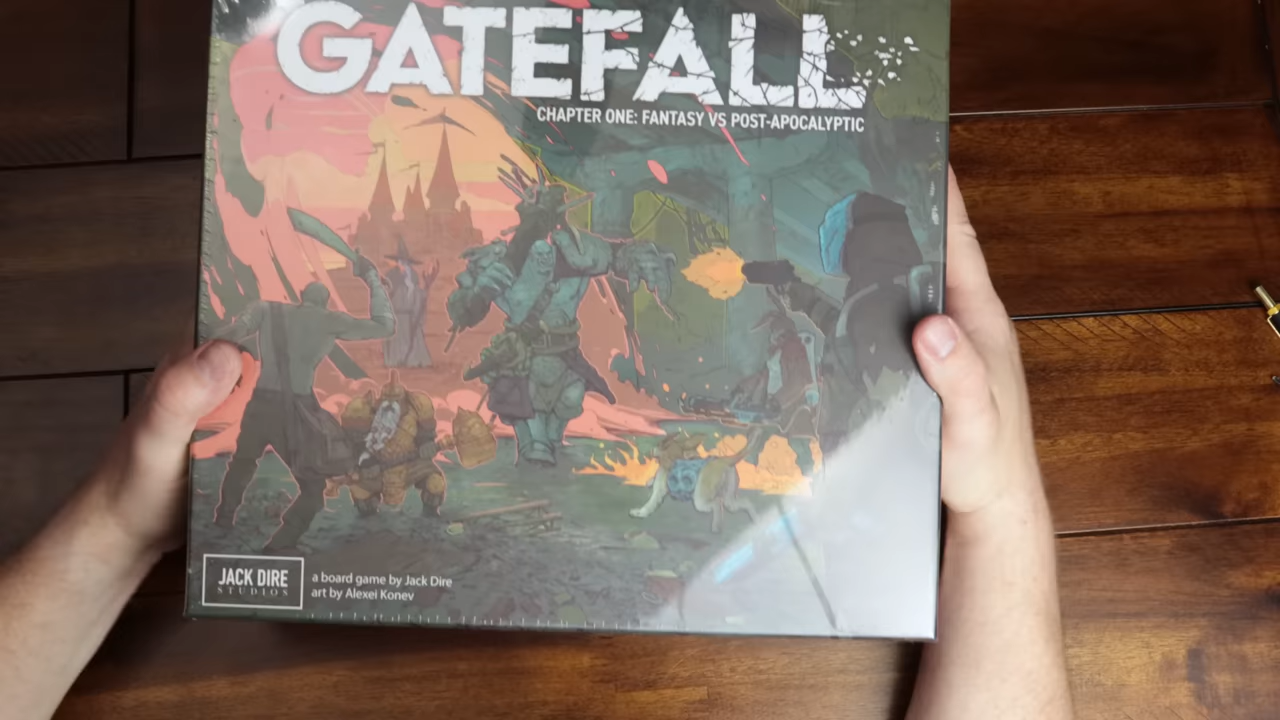 GATEFALL
CHAPTER ONE: FANTASY VS POST-APOCALYPTIC
JACK DIRE
STUDIOS
a board game by Jack Dire
art by Alexei Konev